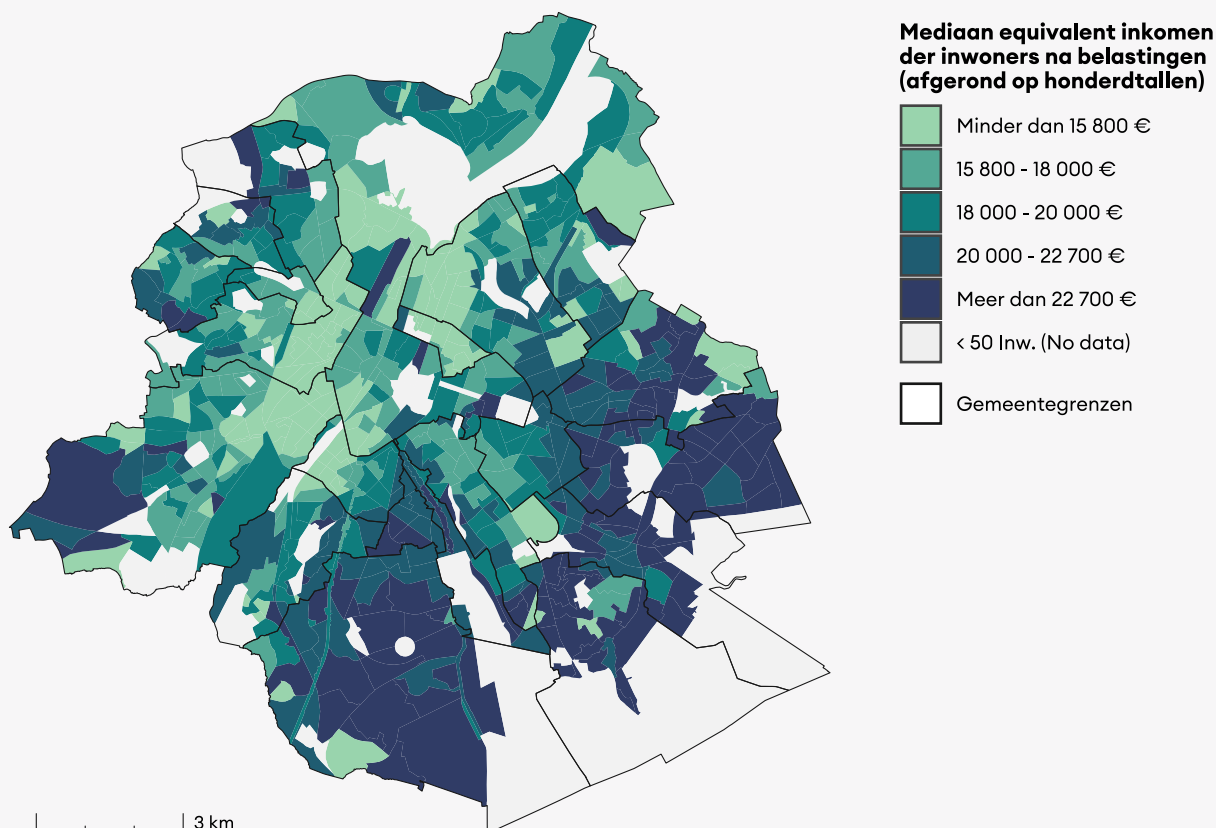 Mediaan equivalent inkomen
der inwoners na belastingen
(afgerond op honderdtallen)
Minder dan 15 800 €
15 800 - 18 000 €
18 000 - 20 000 €
20 000 - 22 700 €
Meer dan 22 700 €
< 50 Inw. (No data)
Gemeentegrenzen
3 km